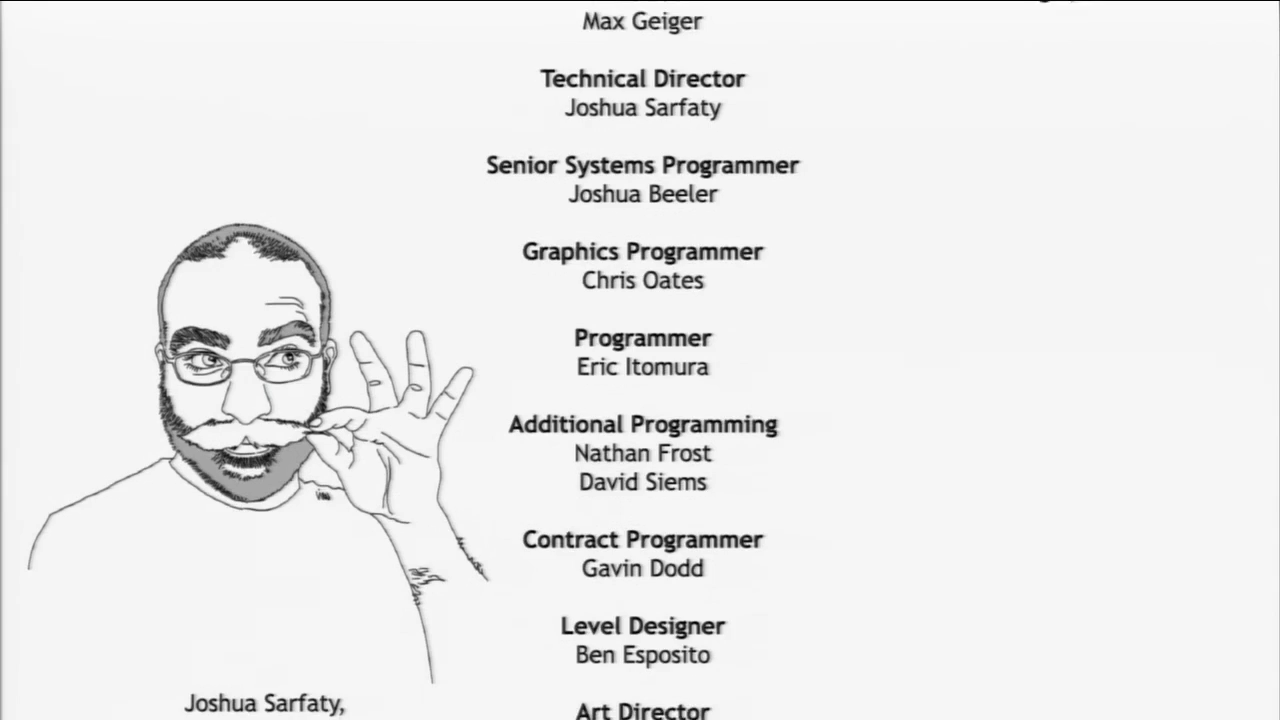 Max Geiger
Technical Director
Joshua Sarfaty
Senior Systems Programmer
Joshua Beeler
Graphics Programmer
Chris Oates
Programmer
Eric Itomura
Additional Programming
Nathan Frost
David Siems
Contract Programmer
Gavin Dodd
Level Designer
Ben Esposito
Art Director
Joshua Sarfaty,